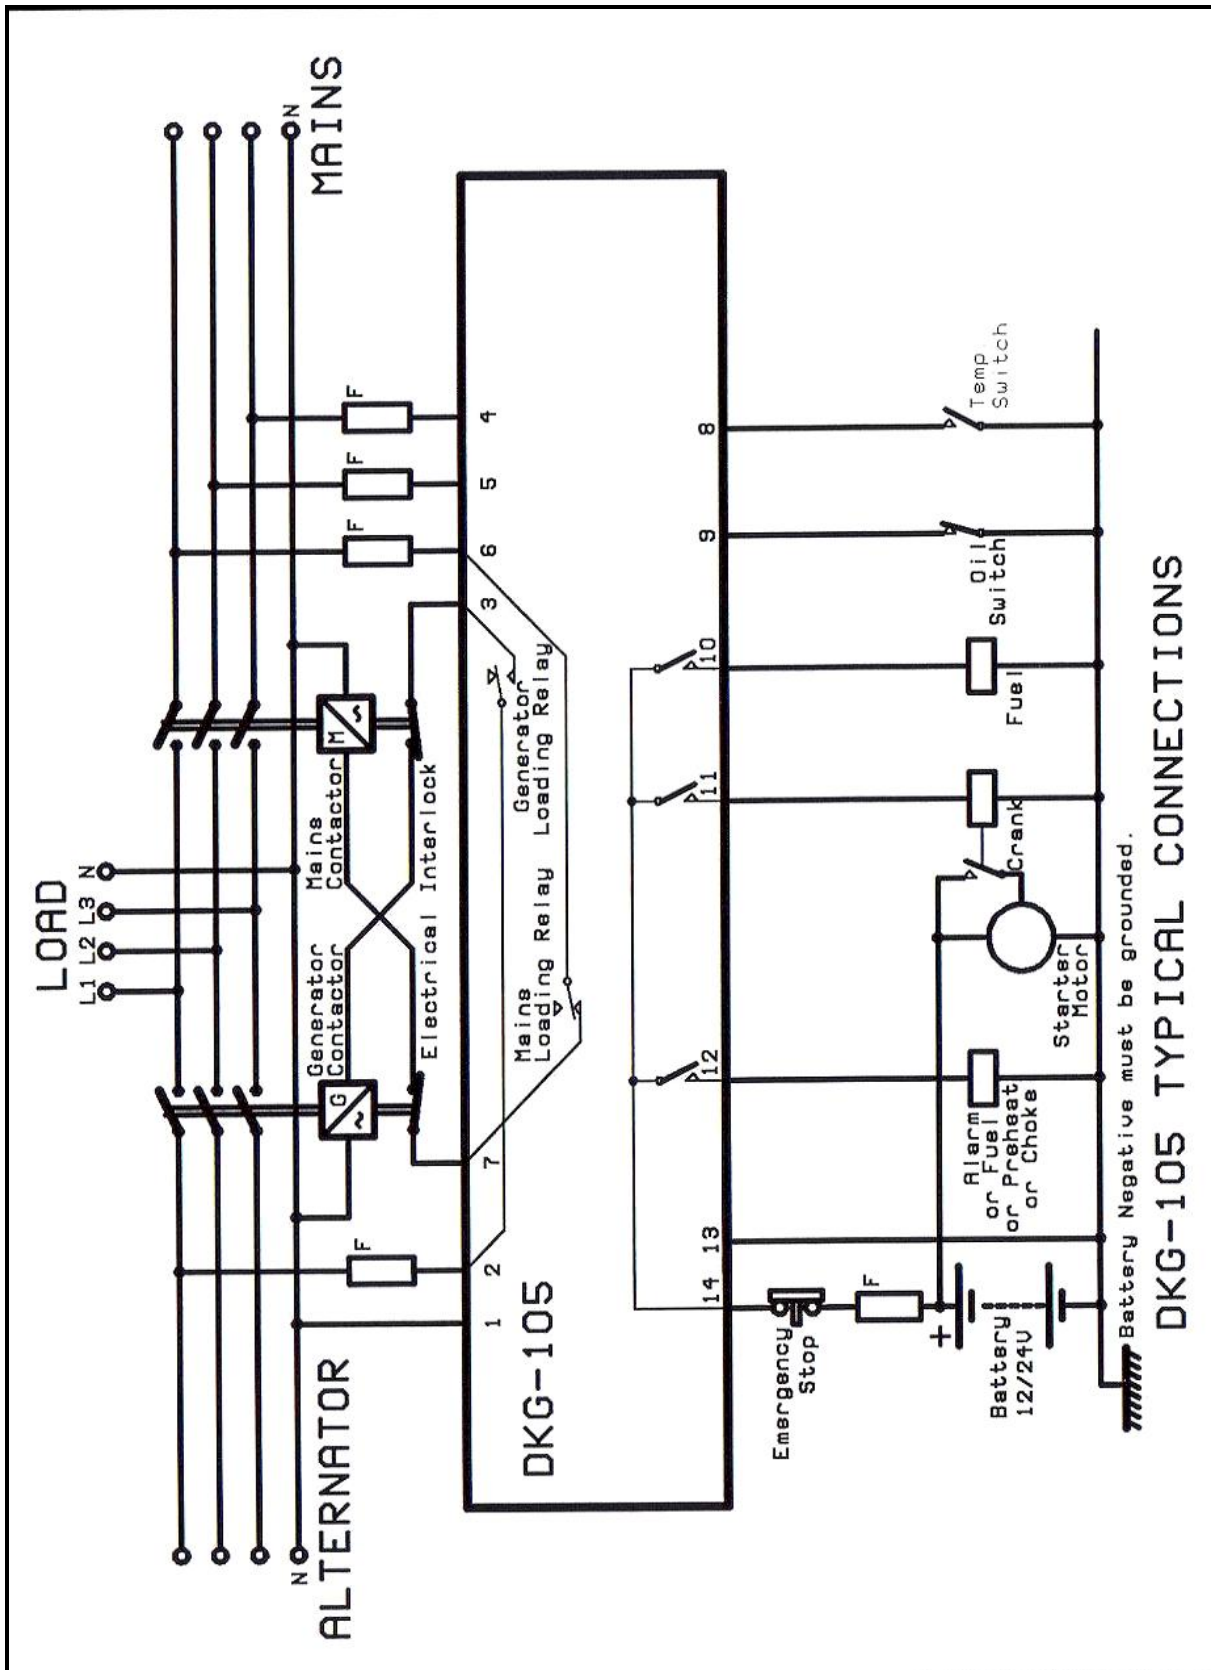 LOAD
L1 L2 L3 N
N
ALTERNATOR
Generator
Contactor
G
~
Mains
Contactor
M
~
N
MAINS
F
F
F
F
Electrical Interlock
1
2
7
3
6
5
4
DKG-105
Mains
Loading Relay
Generator
Loading Relay
14
13
12
11
10
9
8
Emergency
Stop
F
+
Battery
12/24V
Alarm
or Fuel
or Preheat
or Choke
Starter
Motor
Crank
Fuel
Oil
Switch
Temp
Switch
Battery Negative must be grounded.
DKG-105 TYPICAL CONNECTIONS